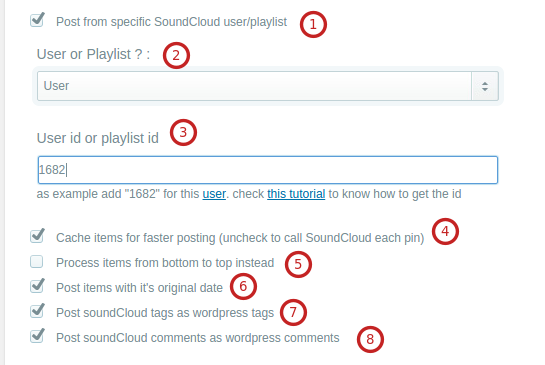 Post from specific SoundCloud user/playlist 1
User or Playlist ? : 2
User
User id or playlist id 3
1682
as example add "1682" for this user. check this tutorial to know how to get the id
Cache items for faster posting (uncheck to call SoundCloud each pin) 4
Process items from bottom to top instead 5
Post items with it's original date 6
Post soundCloud tags as wordpress tags 7
Post soundCloud comments as wordpress comments 8